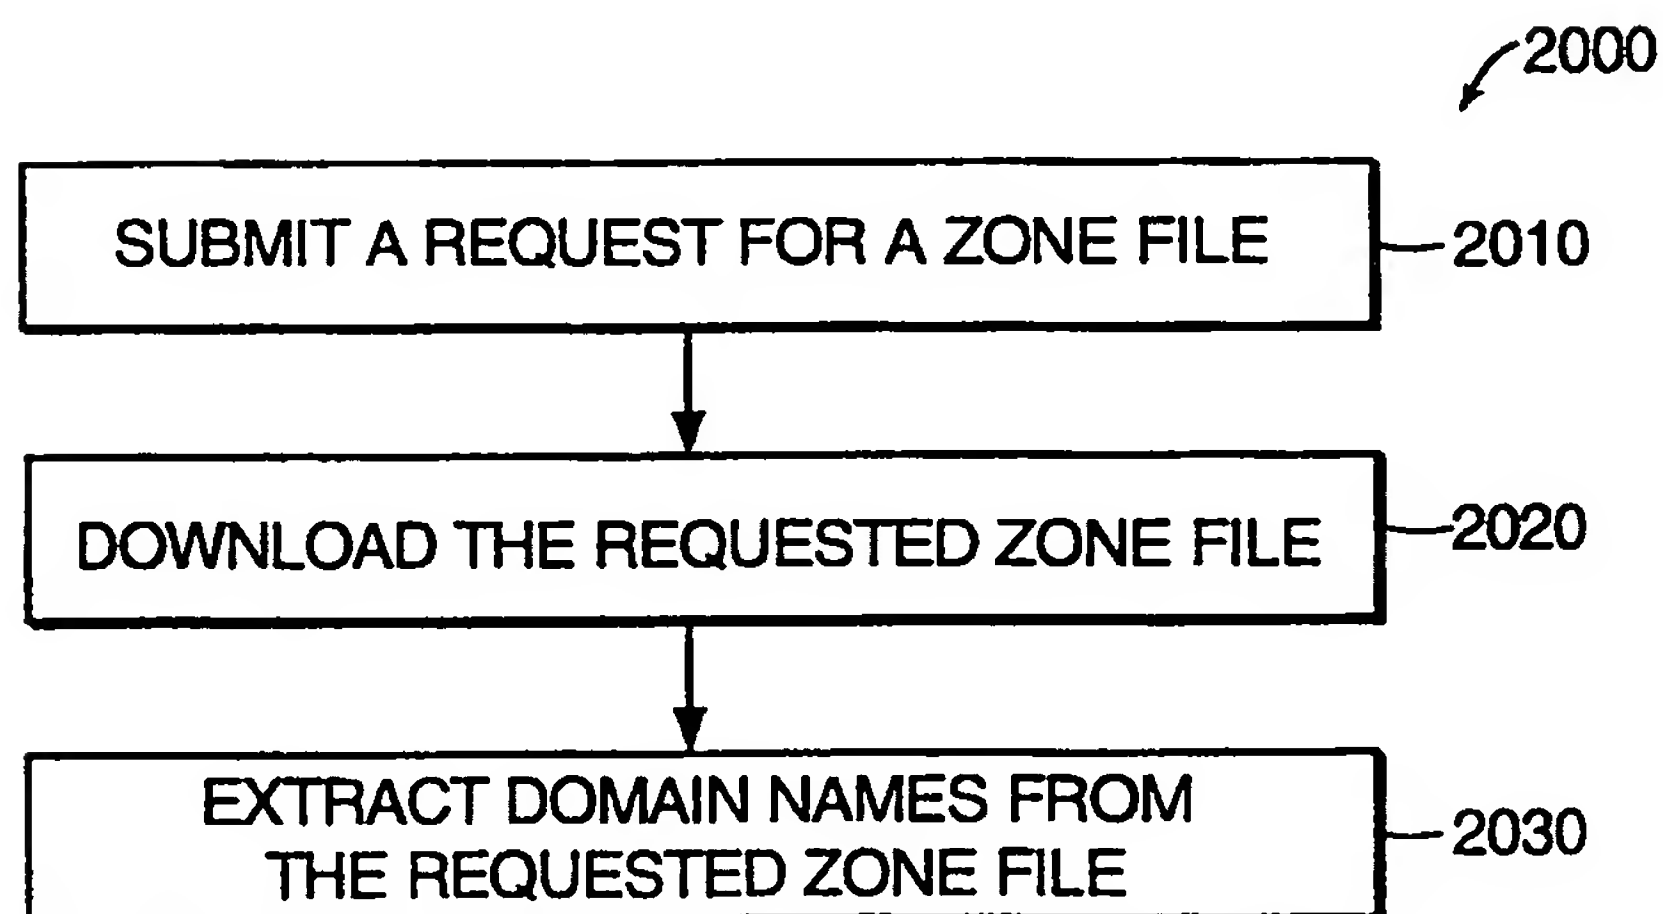 2000
SUBMIT A REQUEST FOR A ZONE FILE
2010
DOWNLOAD THE REQUESTED ZONE FILE
2020
EXTRACT DOMAIN NAMES FROM
THE REQUESTED ZONE FILE
2030